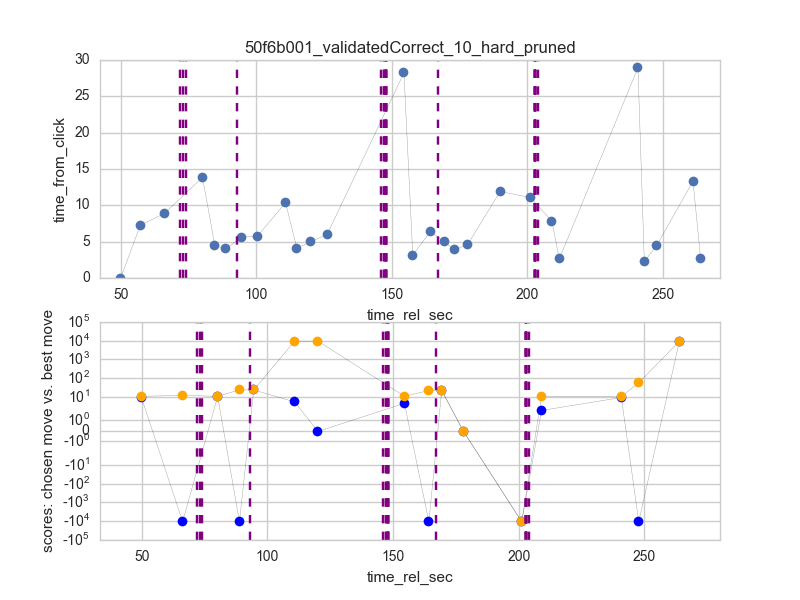 50f6b001_validatedCorrect_10_hard_pruned
time_from_click
30
25
20
15
10
5
0
50 100 150 200 250
time_rel_sec
scores: chosen move vs. best move
10^5
10^4
10^3
10^2
10^1
10^0
0
-10^0
-10^1
-10^2
-10^3
-10^4
-10^5
50 100 150 200 250
time_rel_sec